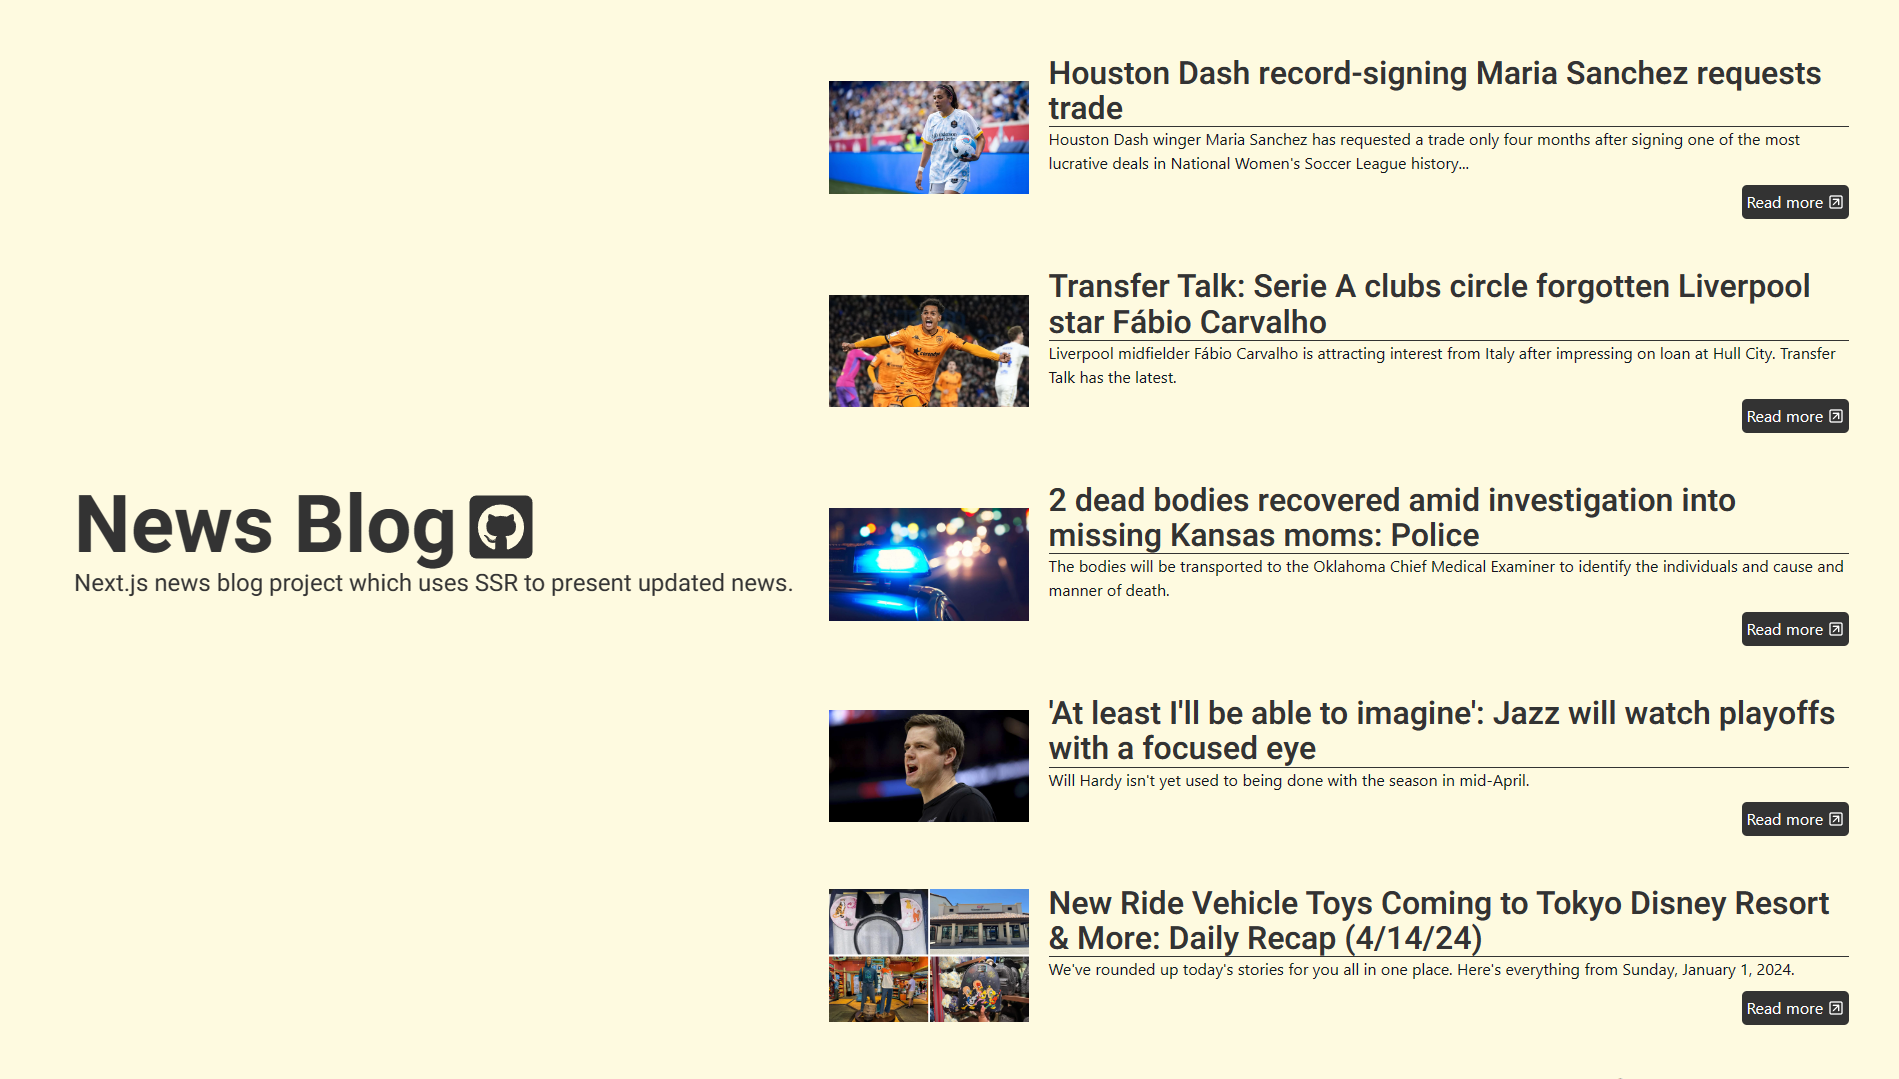 News Blog
Next.js news blog project which uses SSR to present updated news.
Houston Dash record-signing Maria Sanchez requests
trade
Houston Dash winger Maria Sanchez has requested a trade only four months after signing one of the most
lucrative deals in National Women's Soccer League history...
Read more
Transfer Talk: Serie A clubs circle forgotten Liverpool
star Fábio Carvalho
Liverpool midfielder Fábio Carvalho is attracting interest from Italy after impressing on loan at Hull City. Transfer
Talk has the latest.
Read more
2 dead bodies recovered amid investigation into
missing Kansas moms: Police
The bodies will be transported to the Oklahoma Chief Medical Examiner to identify the individuals and cause and
manner of death.
Read more
'At least I'll be able to imagine': Jazz will watch playoffs
with a focused eye
Will Hardy isn't yet used to being done with the season in mid-April.
Read more
New Ride Vehicle Toys Coming to Tokyo Disney Resort
& More: Daily Recap (4/14/24)
We've rounded up today's stories for you all in one place. Here's everything from Sunday, January 1, 2024.
Read more